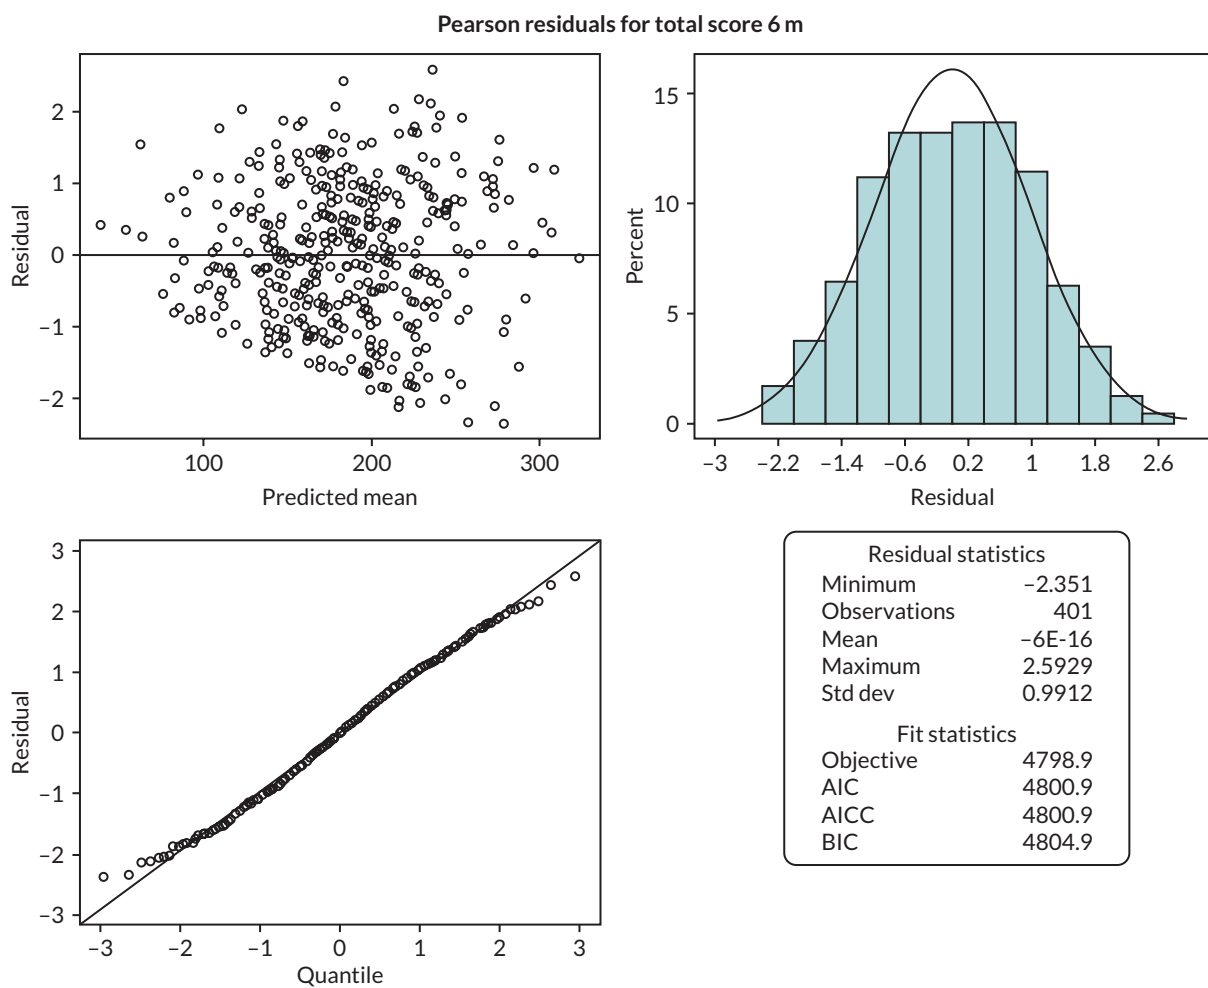 Pearson residuals for total score 6 m
2
1
0
−1
−2
Residual
100 200 300
Predicted mean
15
10
5
0
Percent
−3 −2.2 −1.4 −0.6 0.2 1 1.8 2.6
Residual
3
2
1
0
−1
−2
−3
Residual
−3 −2 −1 0 1 2 3
Quantile
Residual statistics
Minimum −2.351
Observations 401
Mean −6E-16
Maximum 2.5929
Std dev 0.9912
Fit statistics
Objective 4798.9
AIC 4800.9
AICC 4800.9
BIC 4804.9